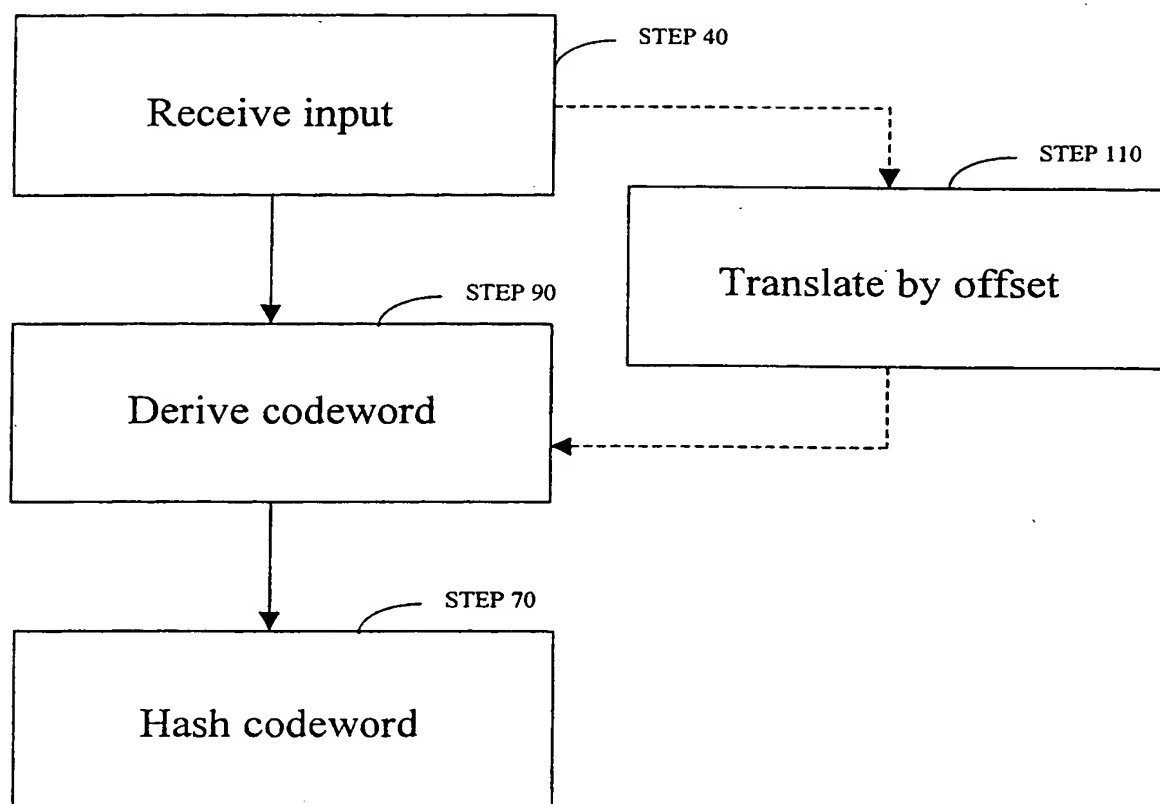 STEP 40
Receive input
STEP 110
Translate by offset
STEP 90
Derive codeword
STEP 70
Hash codeword